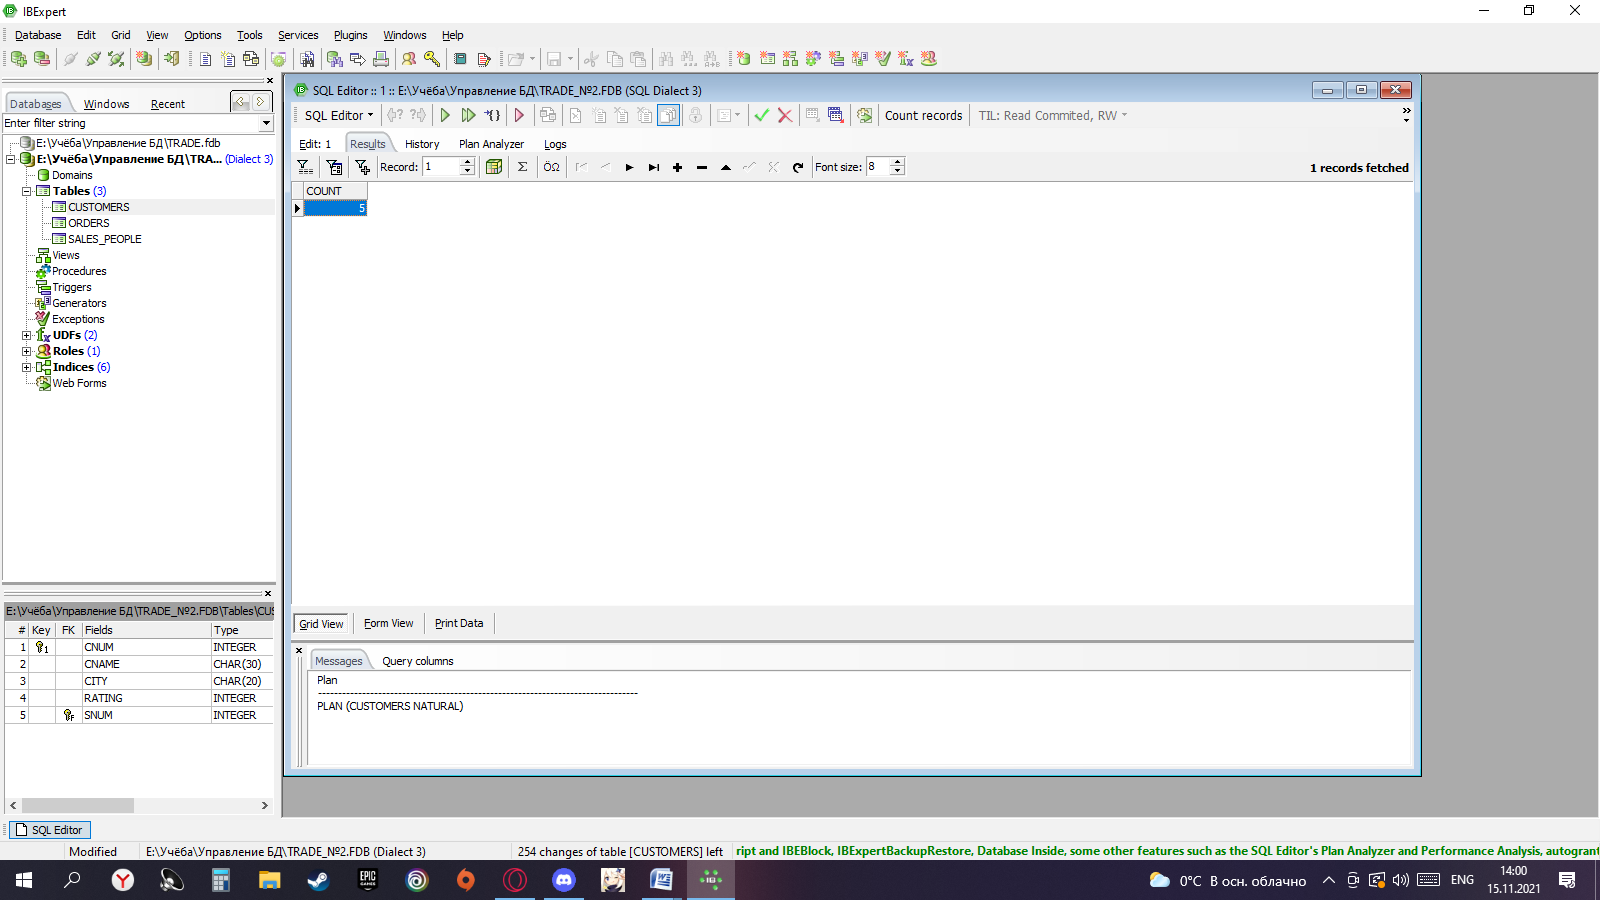 IBExpert
Database Edit Grid View Options Tools Services Plugins Windows Help
Databases Windows Recent
Enter filter string
E:\Учёба\Управление БД\TRADE.fdb
E:\Учёба\Управление БД\TRA... (Dialect 3)
Domains
Tables (3)
CUSTOMERS
ORDERS
SALES_PEOPLE
Views
Procedures
Triggers
Generators
Exceptions
UDFs (2)
Roles (1)
Indices (6)
Web Forms
E:\Учёба\Управление БД\TRADE_№2.FDB\Tables\CUS
# Key FK Fields Type
1 1 CNUM INTEGER
2 CNAME CHAR(30)
3 CITY CHAR(20)
4 RATING INTEGER
5 F SNUM INTEGER
SQL Editor :: 1 :: E:\Учёба\Управление БД\TRADE_№2.FDB (SQL Dialect 3)
SQL Editor Count records TIL: Read Commited, RW
Edit: 1 Results History Plan Analyzer Logs
Record: 1 Σ ÖΩ Font size: 8 1 records fetched
COUNT
5
Grid View Form View Print Data
Messages Query columns
Plan
--------------------------------------------------------------------------------
PLAN (CUSTOMERS NATURAL)
SQL Editor
Modified E:\Учёба\Управление БД\TRADE_№2.FDB (Dialect 3) 254 changes of table [CUSTOMERS] left ript and IBEBlock, IBExpertBackupRestore, Database Inside, some other features such as the SQL Editor's Plan Analyzer and Performance Analysis, autogrant
EPIC GAMES
0°C В осн. облачно ENG 14:00
15.11.2021